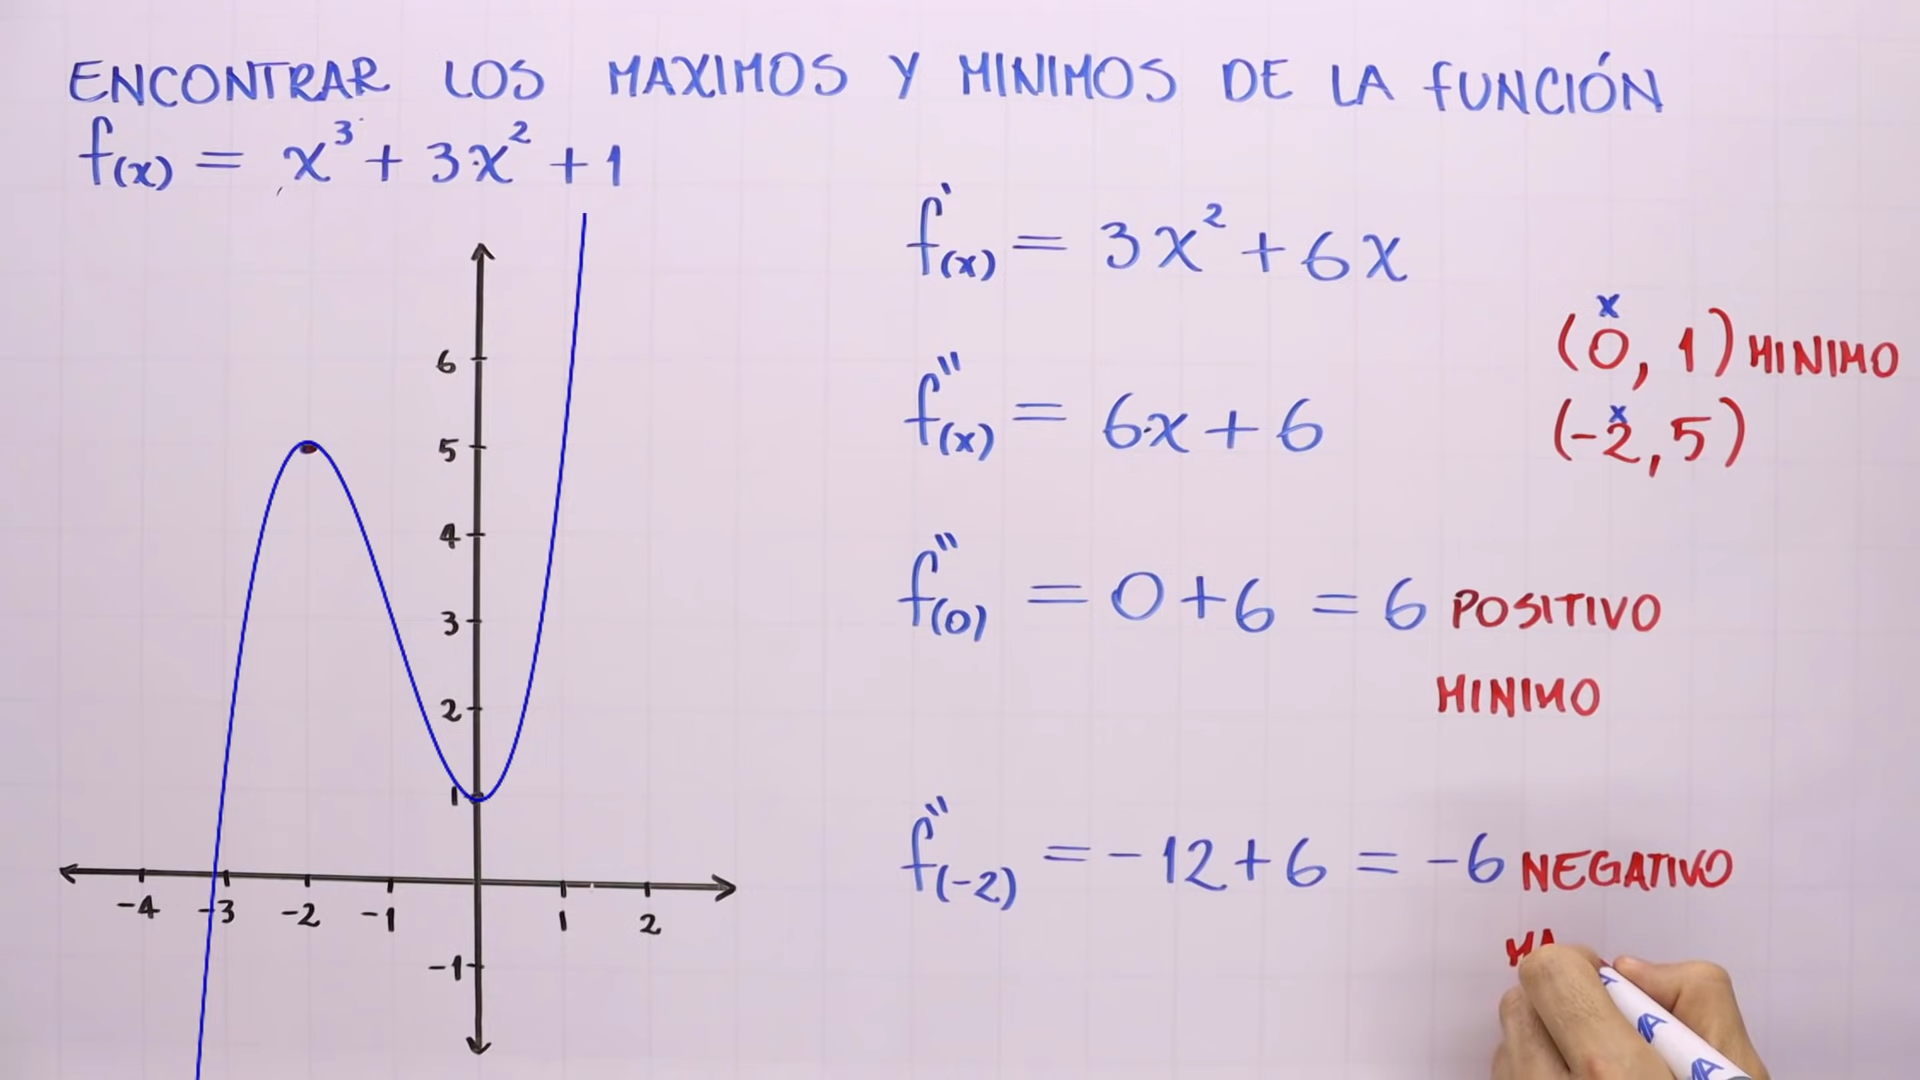 ENCONTRAR LOS MAXIMOS Y MINIMOS DE LA FUNCIÓN
f(x) = x³ + 3x² + 1
f'(x) = 3x² + 6x
x
(0, 1) MINIMO
x
(-2, 5)
f''(x) = 6x + 6
f''(0) = 0 + 6 = 6 POSITIVO
MINIMO
f''(-2) = -12 + 6 = -6 NEGATIVO
MA
6
5
4
3
2
1
-4 -3 -2 -1 1 2
-1